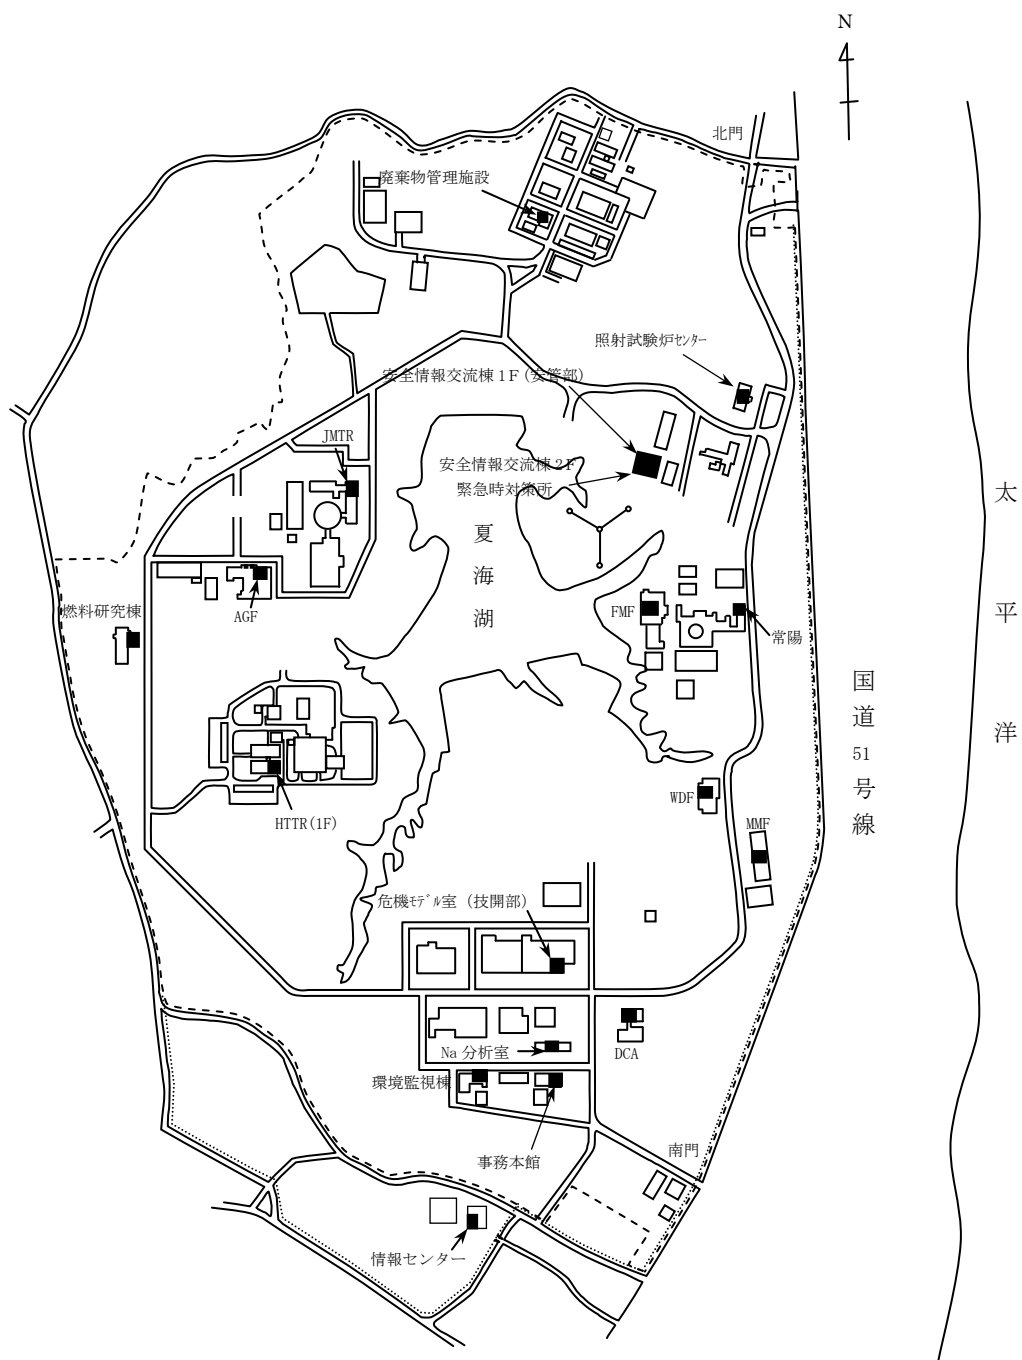 N
北門
廃棄物管理施設
照射試験炉ｾﾝﾀｰ
安全情報交流棟１F(安管部)
JMTR
安全情報交流棟2F
緊急時対策所
太平洋
夏海湖
燃料研究棟
AGF
FMF
常陽
国道51号線
WDF
HTTR(1F)
MMF
危機ﾓﾃﾞﾙ室（技開部）
Na分析室
DCA
環境監視棟
事務本館
南門
情報センター